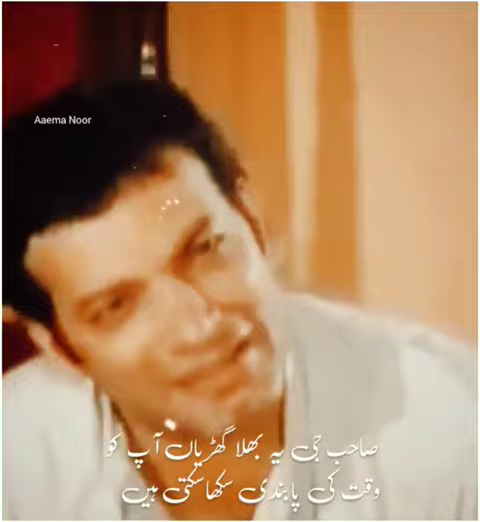 Aaema Noor
صاحب جی یہ بھلا گھڑیاں آپ کو
وقت کی پابندی سکھا سکتی ہیں